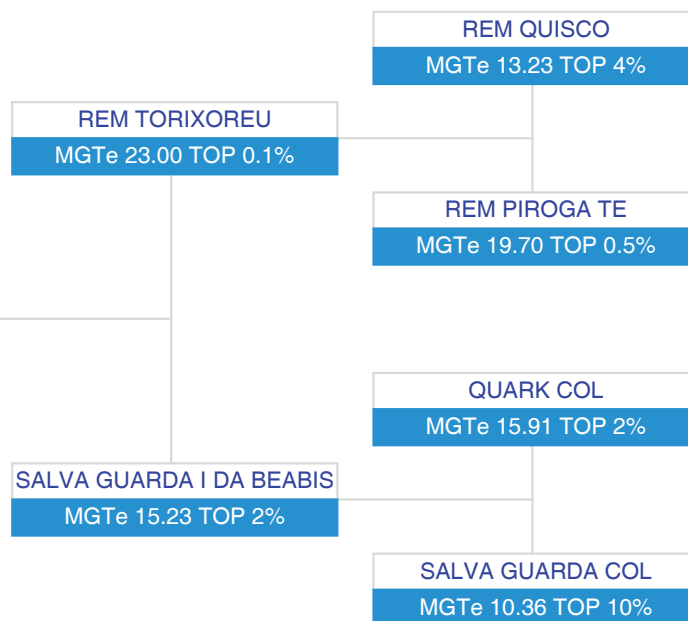 REM QUISCO
MGTe 13.23 TOP 4%
REM TORIXOREU
MGTe 23.00 TOP 0.1%
REM PIROGA TE
MGTe 19.70 TOP 0.5%
QUARK COL
MGTe 15.91 TOP 2%
SALVA GUARDA I DA BEABIS
MGTe 15.23 TOP 2%
SALVA GUARDA COL
MGTe 10.36 TOP 10%